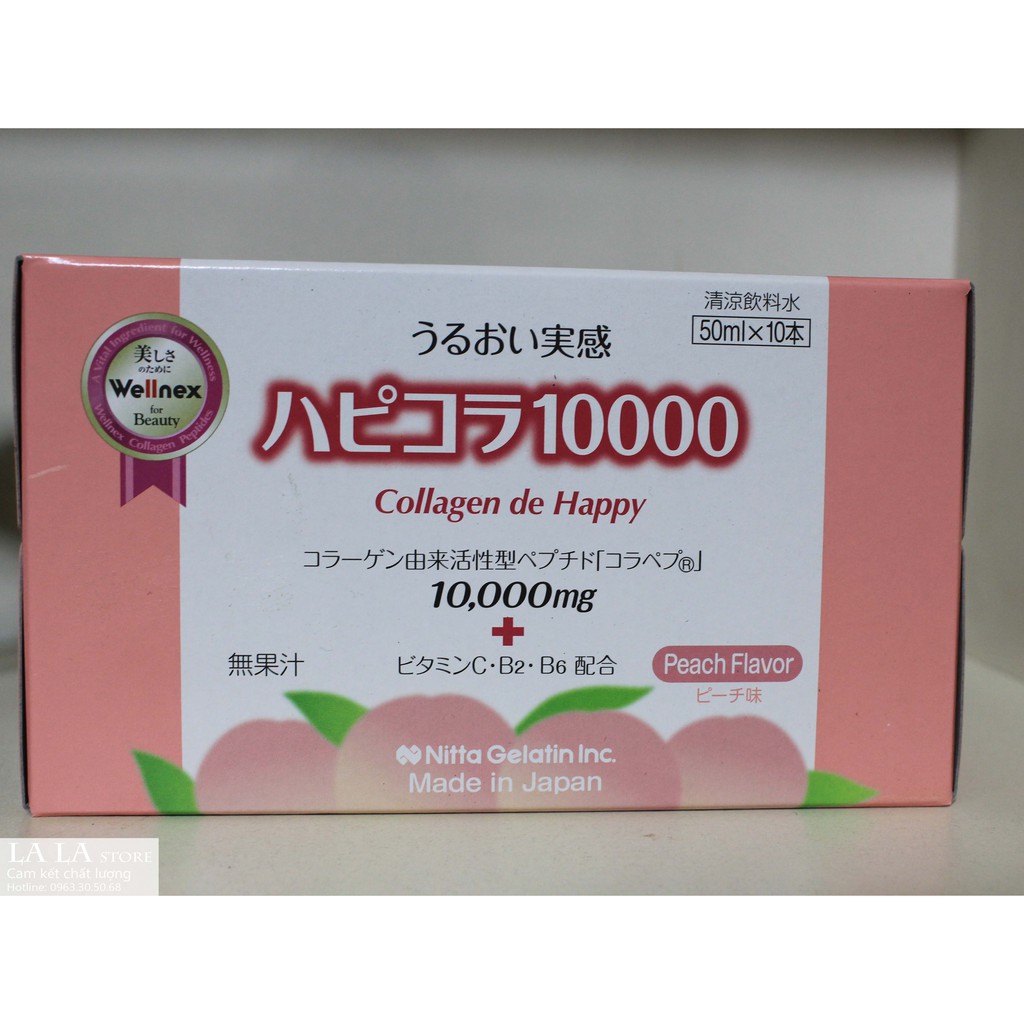 清涼飲料水
50ml×10本
うるおい実感
美しさ
のために
Wellnex
for
Beauty
A Vital Ingredient for Wellness
Wellnex Collagen Peptides
ハピコラ10000
Collagen de Happy
コラーゲン由来活性型ペプチド「コラペプ®」
10,000mg
+
無果汁
ビタミンC・B2・B6 配合
Peach Flavor
ピーチ味
Nitta Gelatin Inc.
Made in Japan
LA LA STORE
Cam kết chất lượng
Hotline: 0963.30.50.68